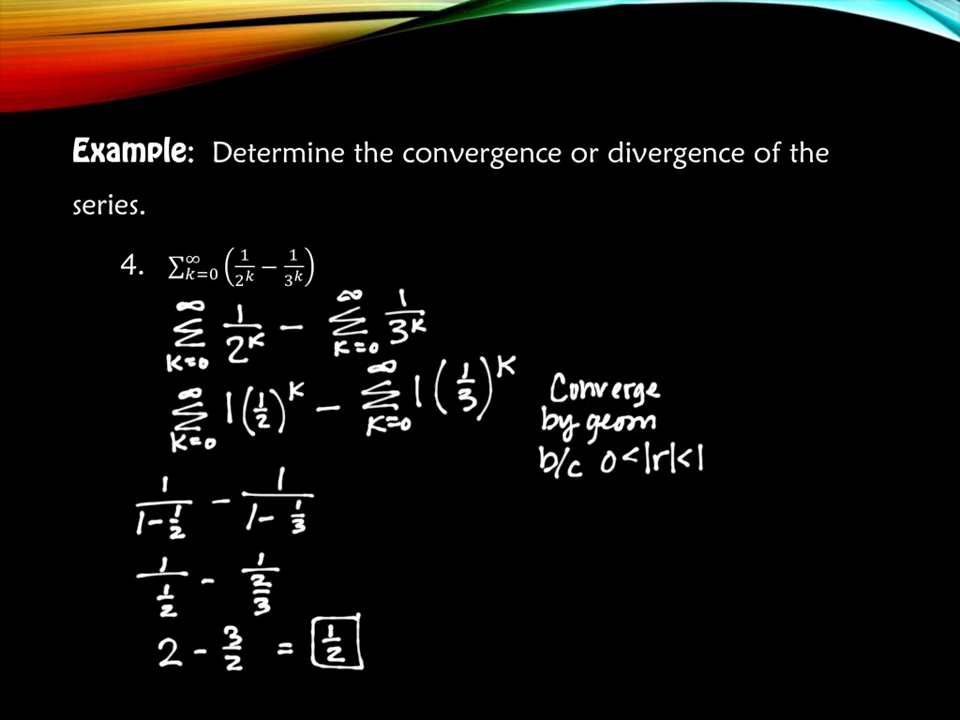 Example: Determine the convergence or divergence of the
series.
4. ∑_{k=0}^{∞} (1/2^k − 1/3^k)
∑_{K=0}^{∞} 1/2^K − ∑_{K=0}^{∞} 1/3^K
∑_{K=0}^{∞} 1(1/2)^K − ∑_{K=0}^{∞} 1(1/3)^K
Converge
by geom
b/c 0<|r|<1
1/(1−1/2) − 1/(1−1/3)
1/(1/2) − 1/(2/3)
2 − 3/2 = 1/2